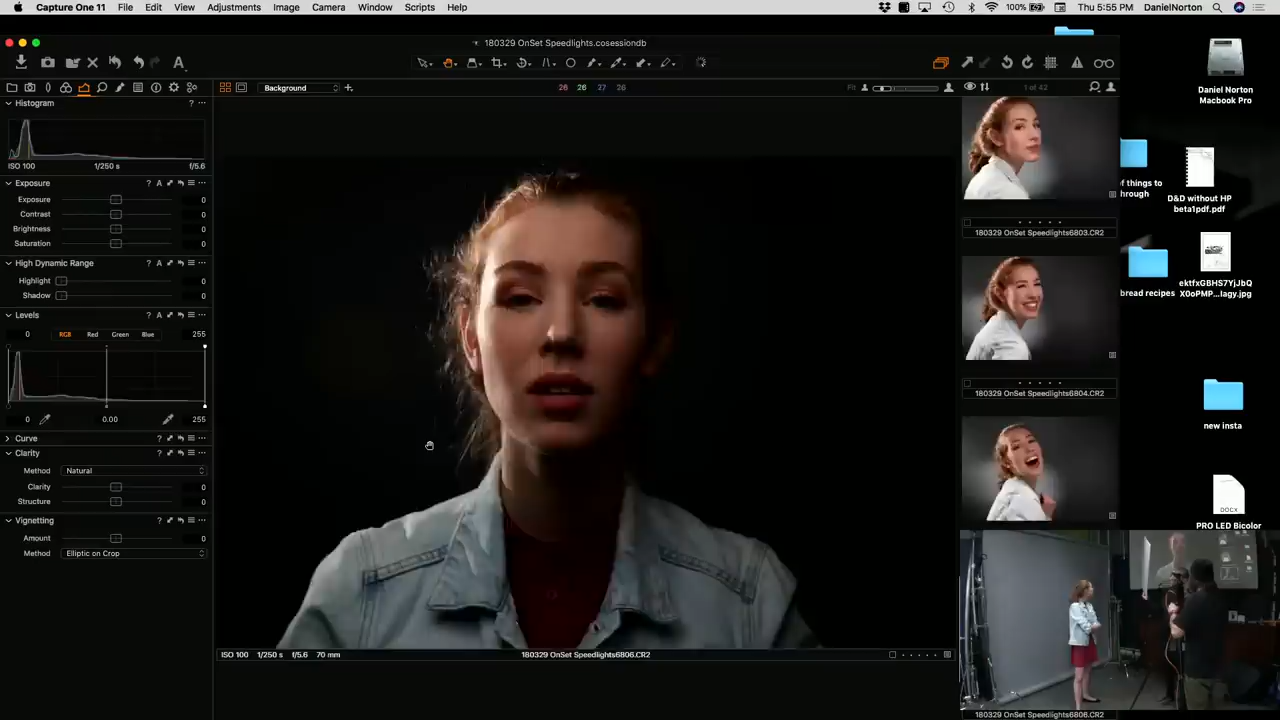 Capture One 11 File Edit View Adjustments Image Camera Window Scripts Help 100% Thu 5:55 PM DanielNorton
180329 OnSet Speedlights.cosessiondb
Background 26 26 27 26 Fit 1 of 42
Histogram ?
ISO 100 1/250 s f/5.6
Exposure ? A
Exposure 0
Contrast 0
Brightness 0
Saturation 0
High Dynamic Range ? A
Highlight 0
Shadow 0
Levels ? A
0 RGB Red Green Blue 255
0 0.00 255
Curve ? A
Clarity ? A
Method Natural
Clarity 0
Structure 0
Vignetting ? A
Amount 0
Method Elliptic on Crop
ISO 100 1/250 s f/5.6 70 mm 180329 OnSet Speedlights6806.CR2
180329 OnSet Speedlights6803.CR2
180329 OnSet Speedlights6804.CR2
180329 OnSet Speedlights6806.CR2
Daniel Norton
Macbook Pro
of things to
through
D&D without HP
beta1pdf.pdf
bread recipes
ektfxGBHS7YjJbQ
X0oPMP...lagy.jpg
new insta
DOCX
PRO LED Bicolor